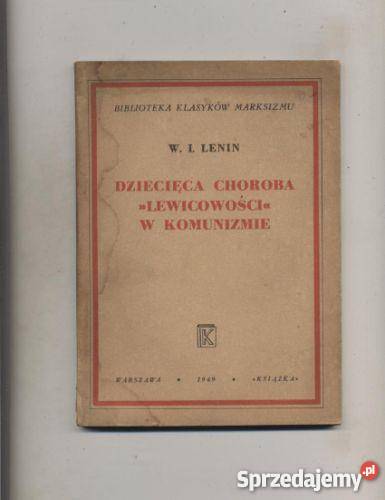 BIBLIOTEKA KLASYKÓW MARKSIZMU
W. I. LENIN
DZIECIĘCA CHOROBA
»LEWICOWOŚCI«
W KOMUNIZMIE
K
WARSZAWA • 1949 • »KSIĄŻKA«
Sprzedajemy.pl